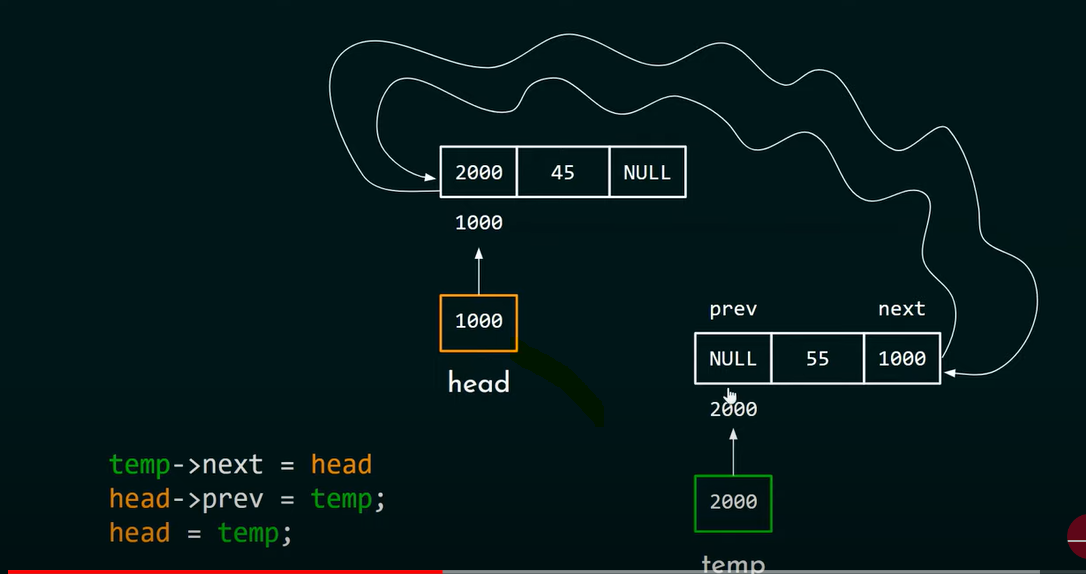 2000 45 NULL
1000
1000
head
prev next
NULL 55 1000
2000
2000
temp
temp->next = head
head->prev = temp;
head = temp;